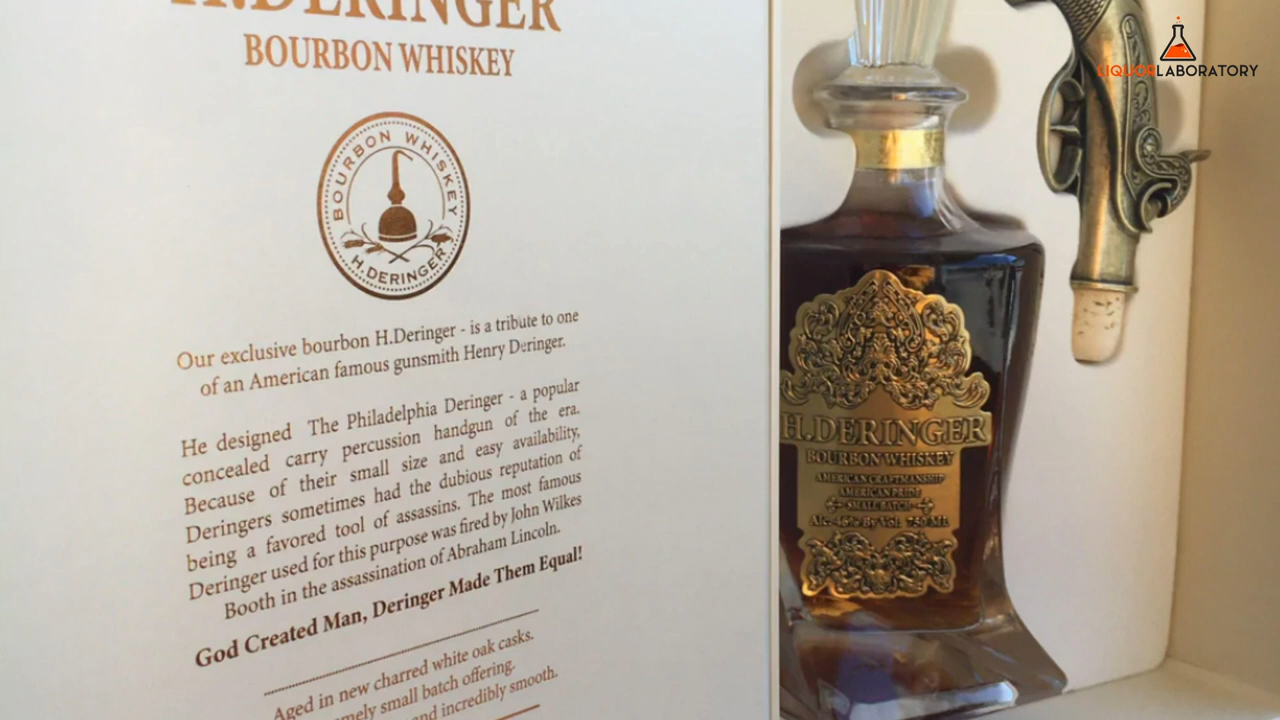 H.DERINGER
BOURBON WHISKEY
BOURBON WHISKEY
H.DERINGER
Our exclusive bourbon H.Deringer - is a tribute to one
of an American famous gunsmith Henry Deringer.
He designed The Philadelphia Deringer - a popular
concealed carry percussion handgun of the era.
Because of their small size and easy availability,
Deringers sometimes had the dubious reputation of
being a favored tool of assassins. The most famous
Deringer used for this purpose was fired by John Wilkes
Booth in the assassination of Abraham Lincoln.
God Created Man, Deringer Made Them Equal!
Aged in new charred white oak casks.
small batch offering.
and incredibly smooth.
LIQUORLABORATORY
H.DERINGER
BOURBON WHISKEY
AMERICAN CRAFTMANSHIP
AMERICAN PRIDE
SMALL BATCH
Alc. 46% By Vol. 750 ML